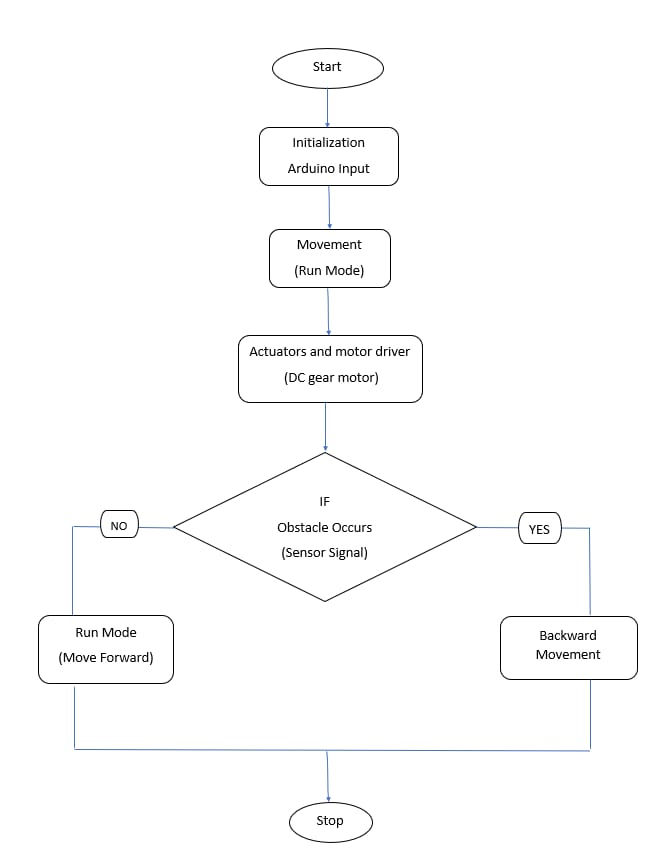 Start
Initialization
Arduino Input
Movement
(Run Mode)
Actuators and motor driver
(DC gear motor)
IF
Obstacle Occurs
(Sensor Signal)
NO
YES
Run Mode
(Move Forward)
Backward
Movement
Stop